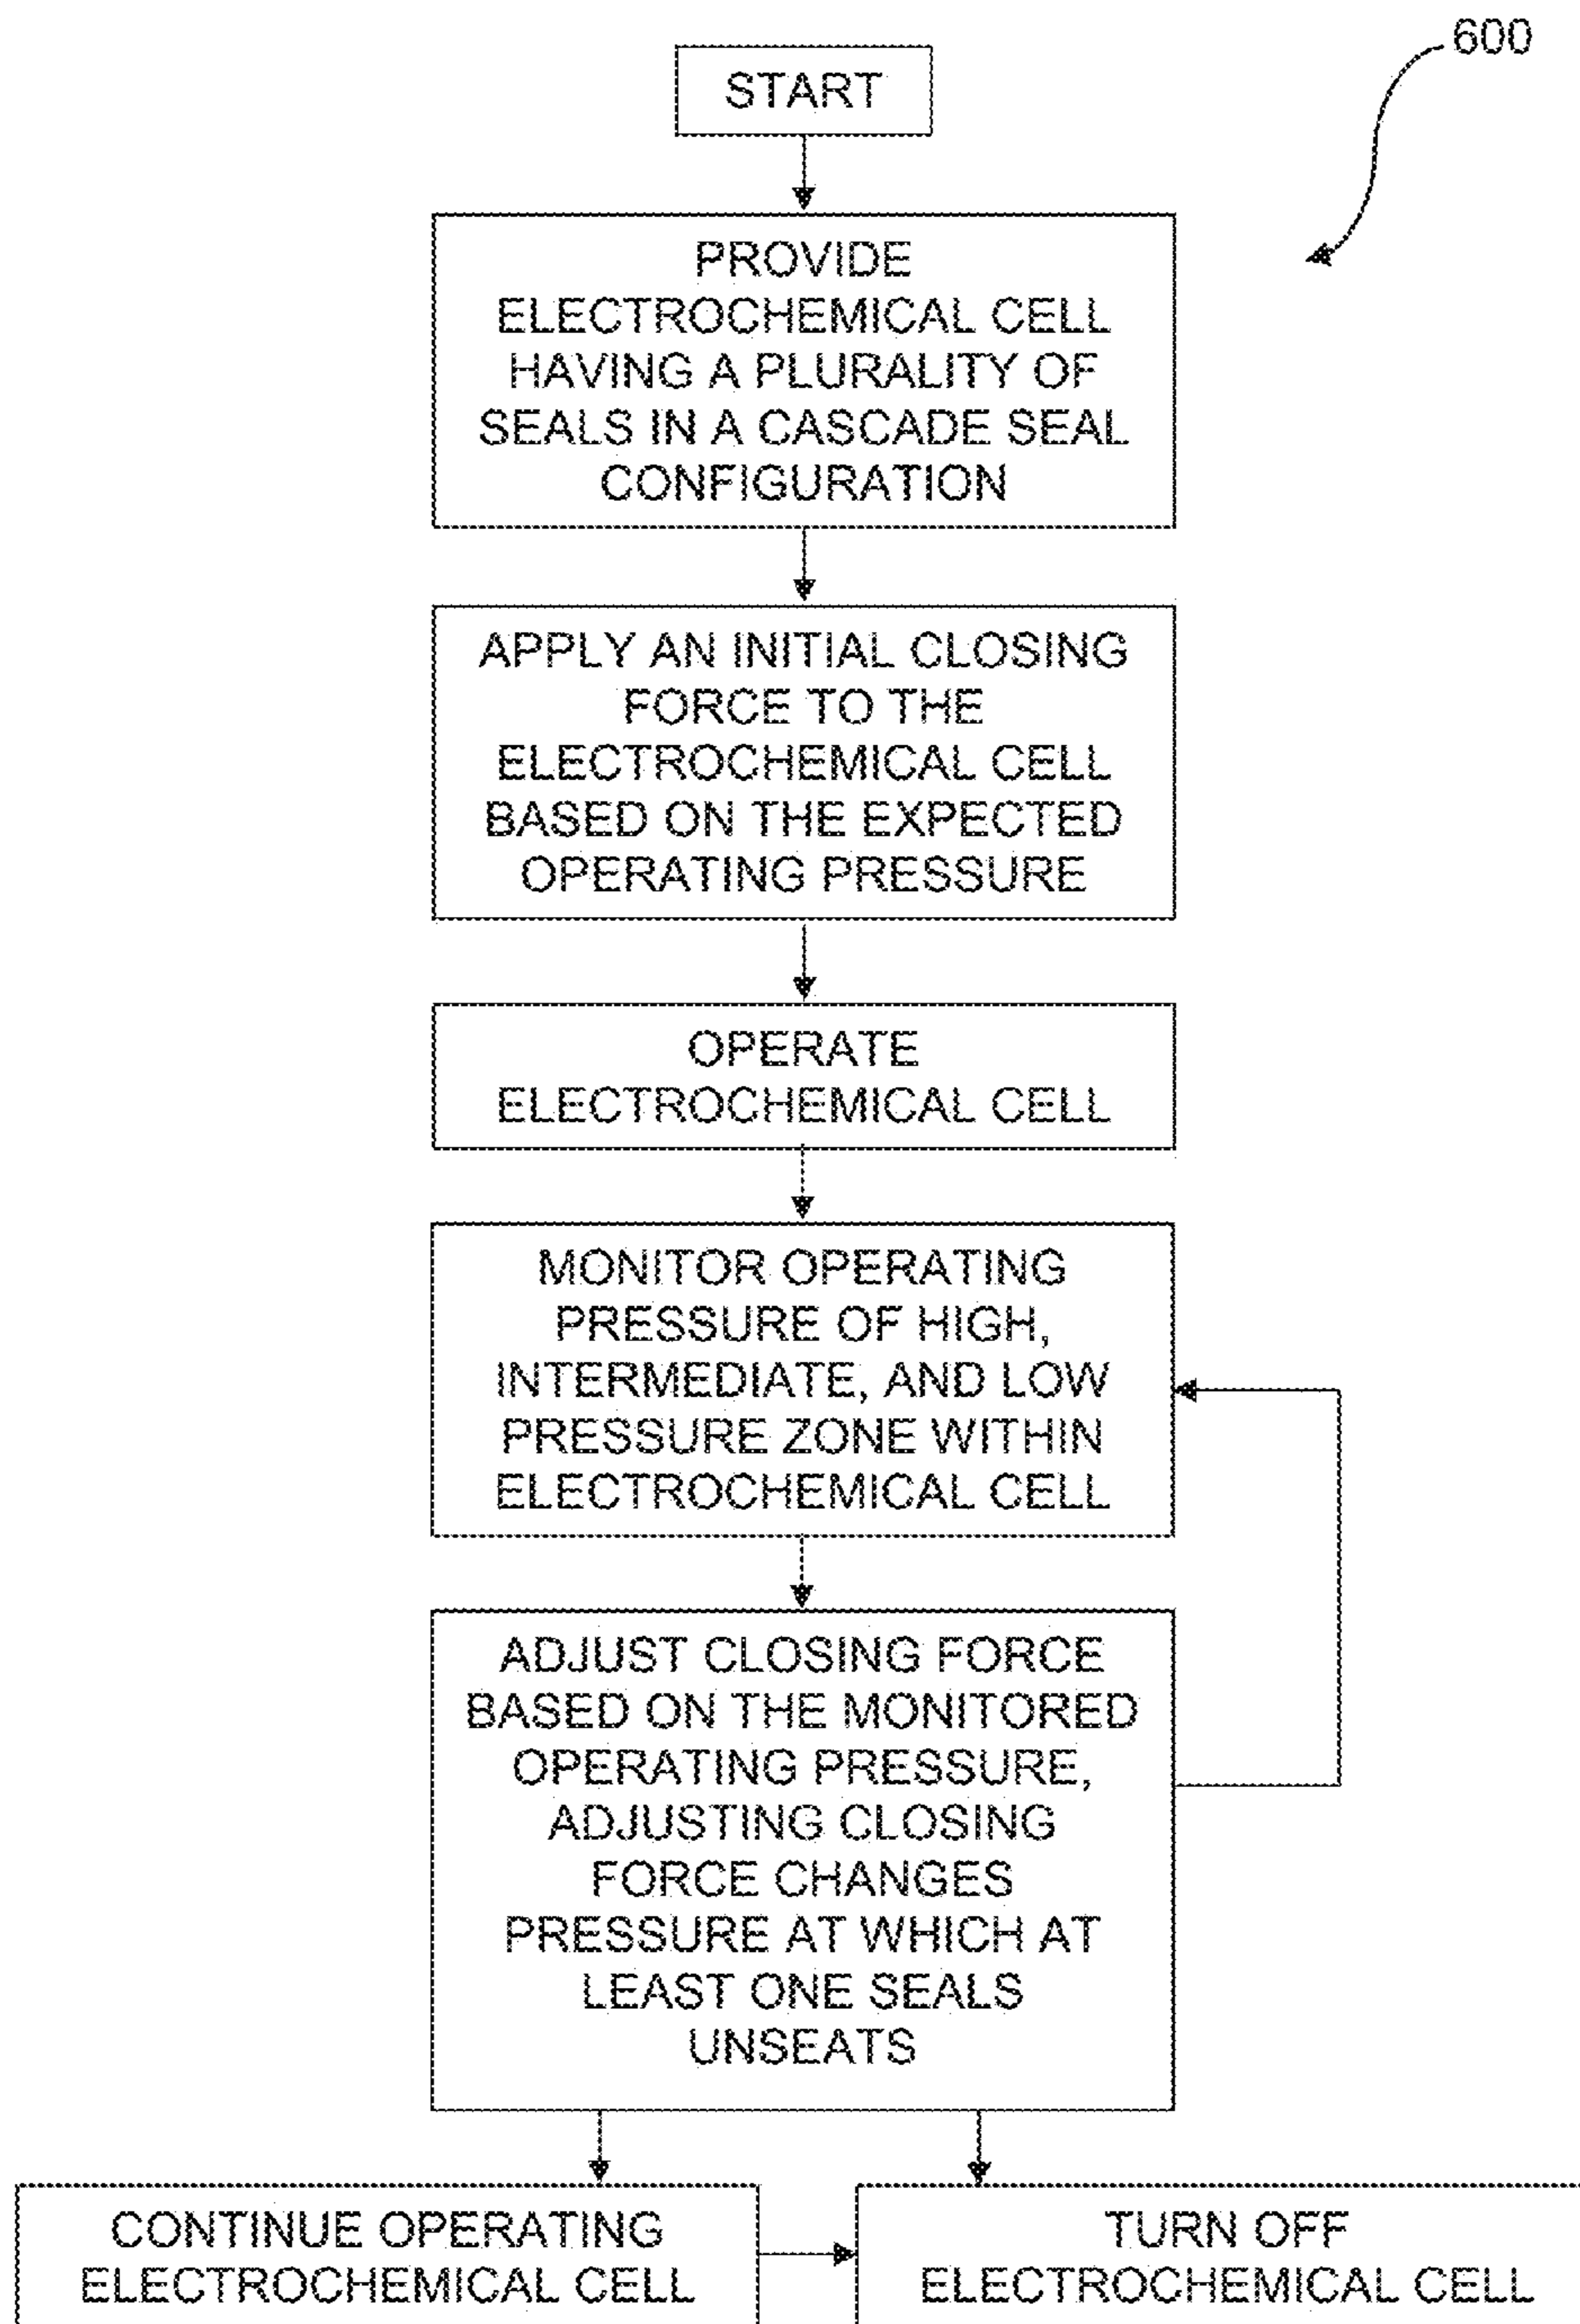 600
START
PROVIDE
ELECTROCHEMICAL CELL
HAVING A PLURALITY OF
SEALS IN A CASCADE SEAL
CONFIGURATION
APPLY AN INITIAL CLOSING
FORCE TO THE
ELECTROCHEMICAL CELL
BASED ON THE EXPECTED
OPERATING PRESSURE
OPERATE
ELECTROCHEMICAL CELL
MONITOR OPERATING
PRESSURE OF HIGH,
INTERMEDIATE, AND LOW
PRESSURE ZONE WITHIN
ELECTROCHEMICAL CELL
ADJUST CLOSING FORCE
BASED ON THE MONITORED
OPERATING PRESSURE,
ADJUSTING CLOSING
FORCE CHANGES
PRESSURE AT WHICH AT
LEAST ONE SEALS
UNSEATS
CONTINUE OPERATING
ELECTROCHEMICAL CELL
TURN OFF
ELECTROCHEMICAL CELL